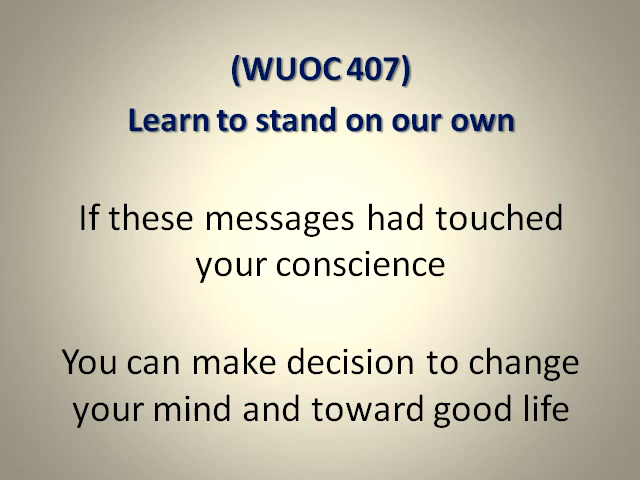 (WUOC 407)
Learn to stand on our own
If these messages had touched
your conscience
You can make decision to change
your mind and toward good life